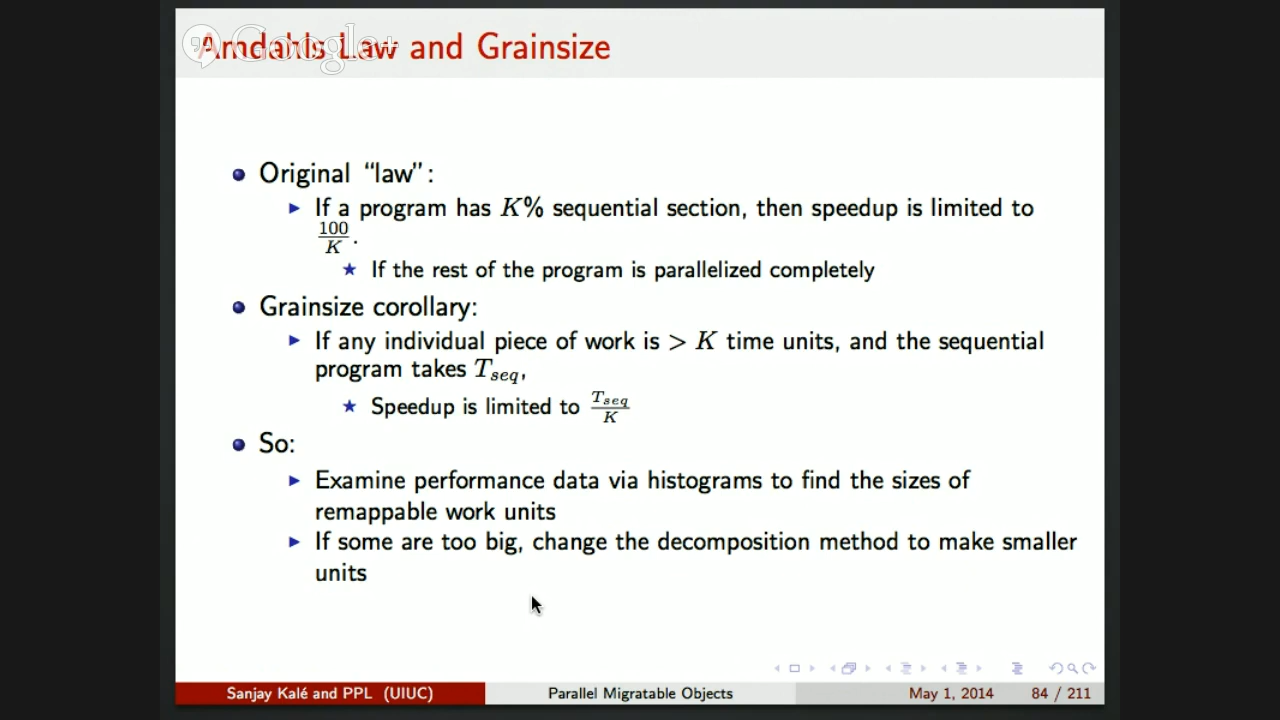 Amdahls Law and Grainsize
Google+
Original “law”:
If a program has K% sequential section, then speedup is limited to
100/K.
If the rest of the program is parallelized completely
Grainsize corollary:
If any individual piece of work is > K time units, and the sequential
program takes T_seq,
Speedup is limited to T_seq/K
So:
Examine performance data via histograms to find the sizes of
remappable work units
If some are too big, change the decomposition method to make smaller
units
Sanjay Kalé and PPL (UIUC) Parallel Migratable Objects May 1, 2014 84 / 211